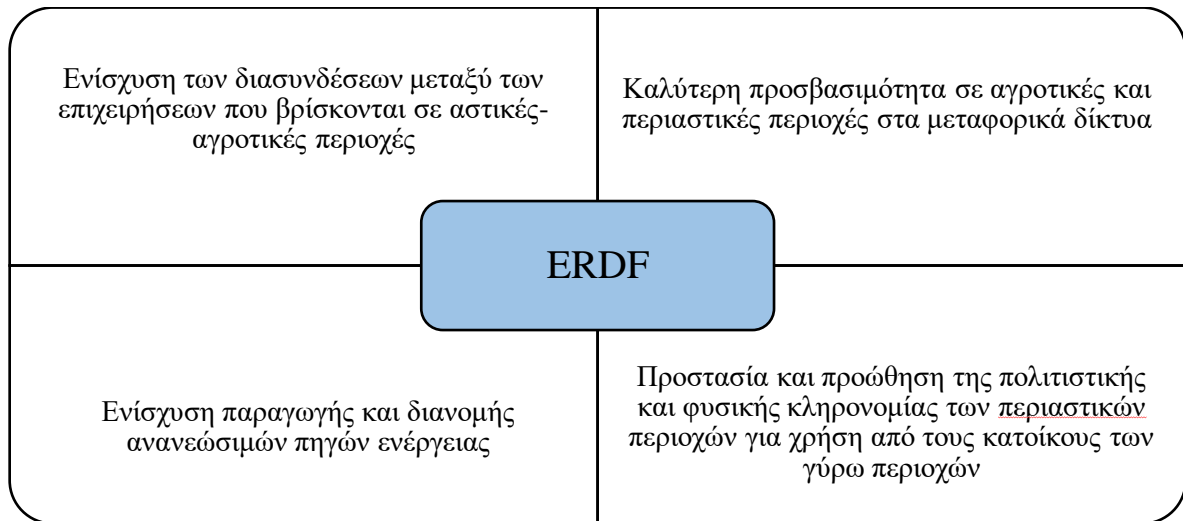 Ενίσχυση των διασυνδέσεων μεταξύ των
επιχειρήσεων που βρίσκονται σε αστικές-
αγροτικές περιοχές
Καλύτερη προσβασιμότητα σε αγροτικές και
περιαστικές περιοχές στα μεταφορικά δίκτυα
ERDF
Ενίσχυση παραγωγής και διανομής
ανανεώσιμών πηγών ενέργειας
Προστασία και προώθηση της πολιτιστικής
και φυσικής κληρονομίας των περιαστικών
περιοχών για χρήση από τους κατοίκους των
γύρω περιοχών